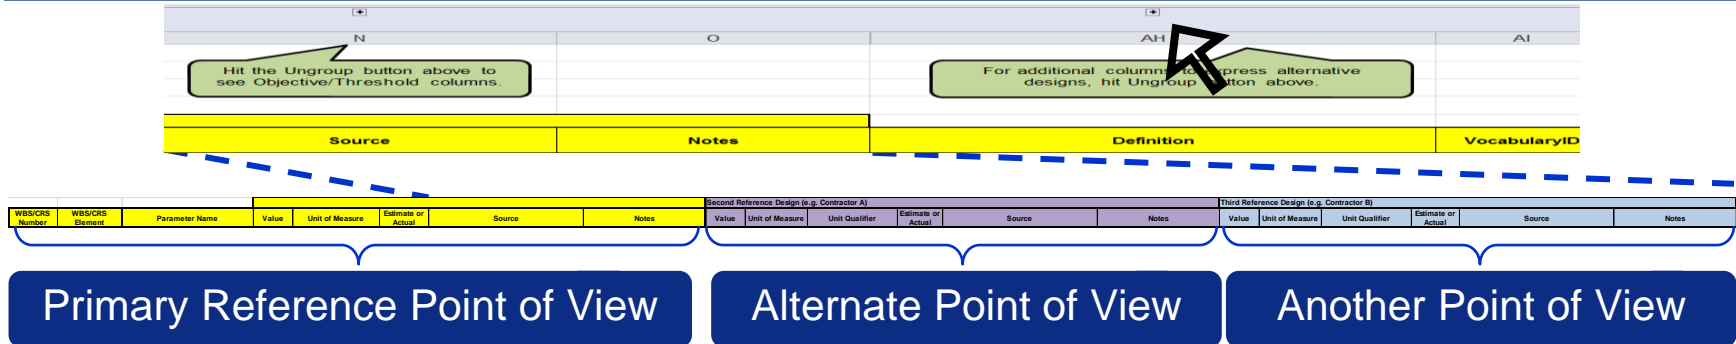 N O AH AI
Hit the Ungroup button above to
see Objective/Threshold columns.
For additional columns to express alternative
designs, hit Ungroup button above.
Source Notes Definition VocabularyID
Second Reference Design (e.g. Contractor A) Third Reference Design (e.g. Contractor B)
WBS/CRS Number WBS/CRS Element Parameter Name Value Unit of Measure Estimate or Actual Source Notes Value Unit of Measure Unit Qualifier Estimate or Actual Source Notes Value Unit of Measure Unit Qualifier Estimate or Actual Source Notes
Primary Reference Point of View Alternate Point of View Another Point of View